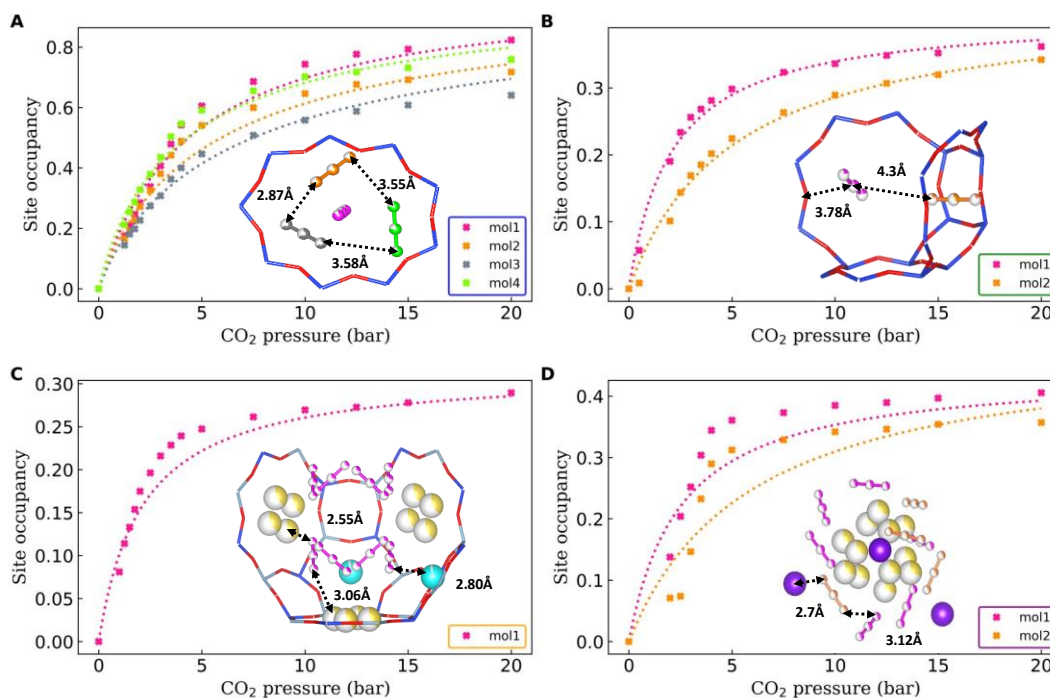 A
Site occupancy
0.8
0.6
0.4
0.2
0.0
2.87Å
3.55Å
3.58Å
mol1
mol2
mol3
mol4
0 5 10 15 20
CO₂ pressure (bar)
B
Site occupancy
0.3
0.2
0.1
0.0
4.3Å
3.78Å
mol1
mol2
0 5 10 15 20
CO₂ pressure (bar)
C
Site occupancy
0.30
0.25
0.20
0.15
0.10
0.05
0.00
2.55Å
3.06Å
2.80Å
mol1
0 5 10 15 20
CO₂ pressure (bar)
D
Site occupancy
0.4
0.3
0.2
0.1
0.0
2.7Å
3.12Å
mol1
mol2
0 5 10 15 20
CO₂ pressure (bar)